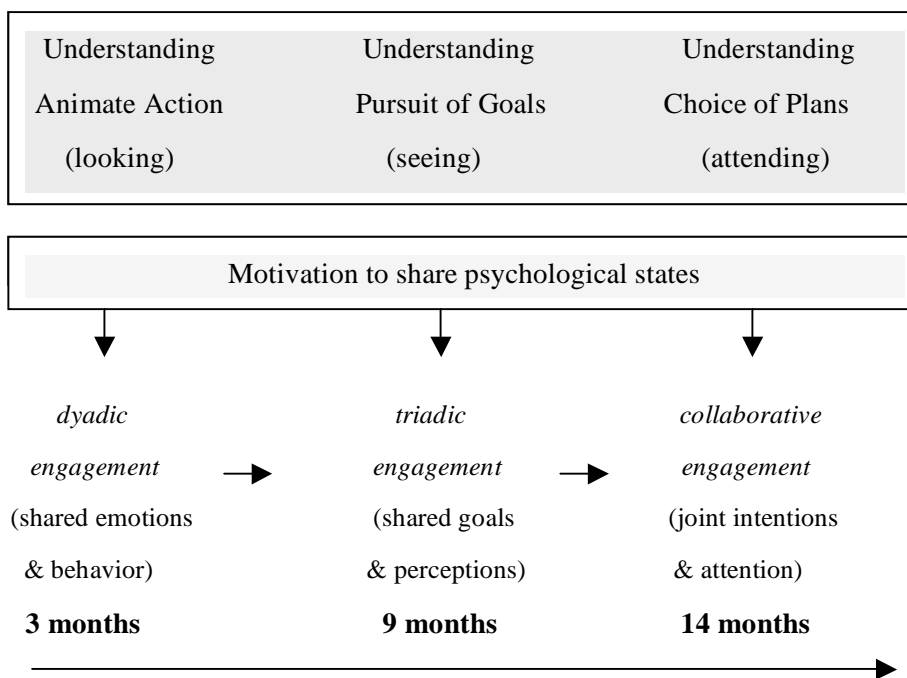 Understanding
Animate Action
(looking)
Understanding
Pursuit of Goals
(seeing)
Understanding
Choice of Plans
(attending)
Motivation to share psychological states
dyadic
engagement
(shared emotions
& behavior)
3 months
triadic
engagement
(shared goals
& perceptions)
9 months
collaborative
engagement
(joint intentions
& attention)
14 months